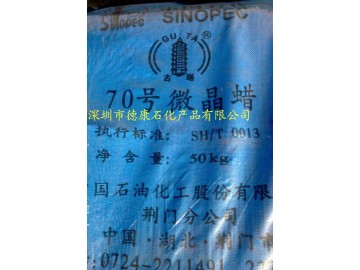 Sinopec SINOPEC
GU TA ®
古塔
70号微晶蜡
深圳市德康石化产品有限公司
执行标准: SH/T 0013
净含量: 50kg
国石油化工股份有限
荆门分公司
中国·湖北·荆门市
0724-2211491